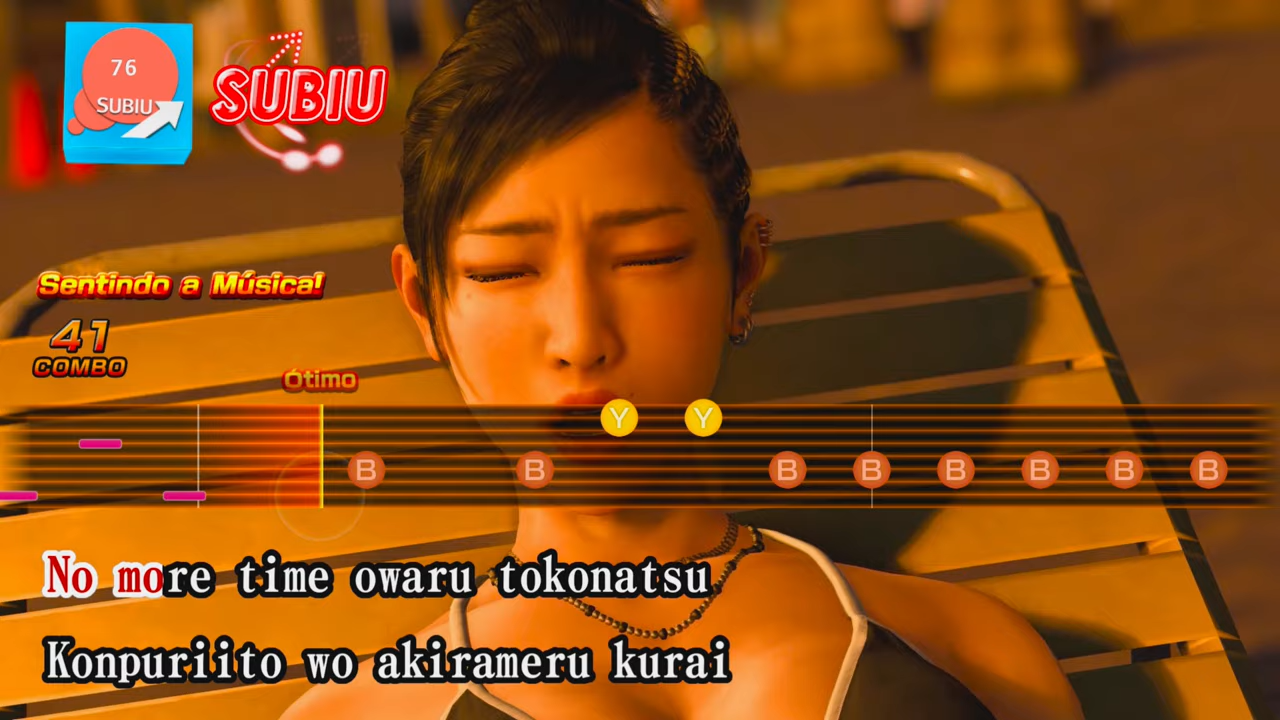 76
SUBIU
SUBIU
Sentindo a Música!
41
COMBO
Ótimo
Y Y
B B B B B B B B
No more time owaru tokonatsu
Konpuriito wo akirameru kurai